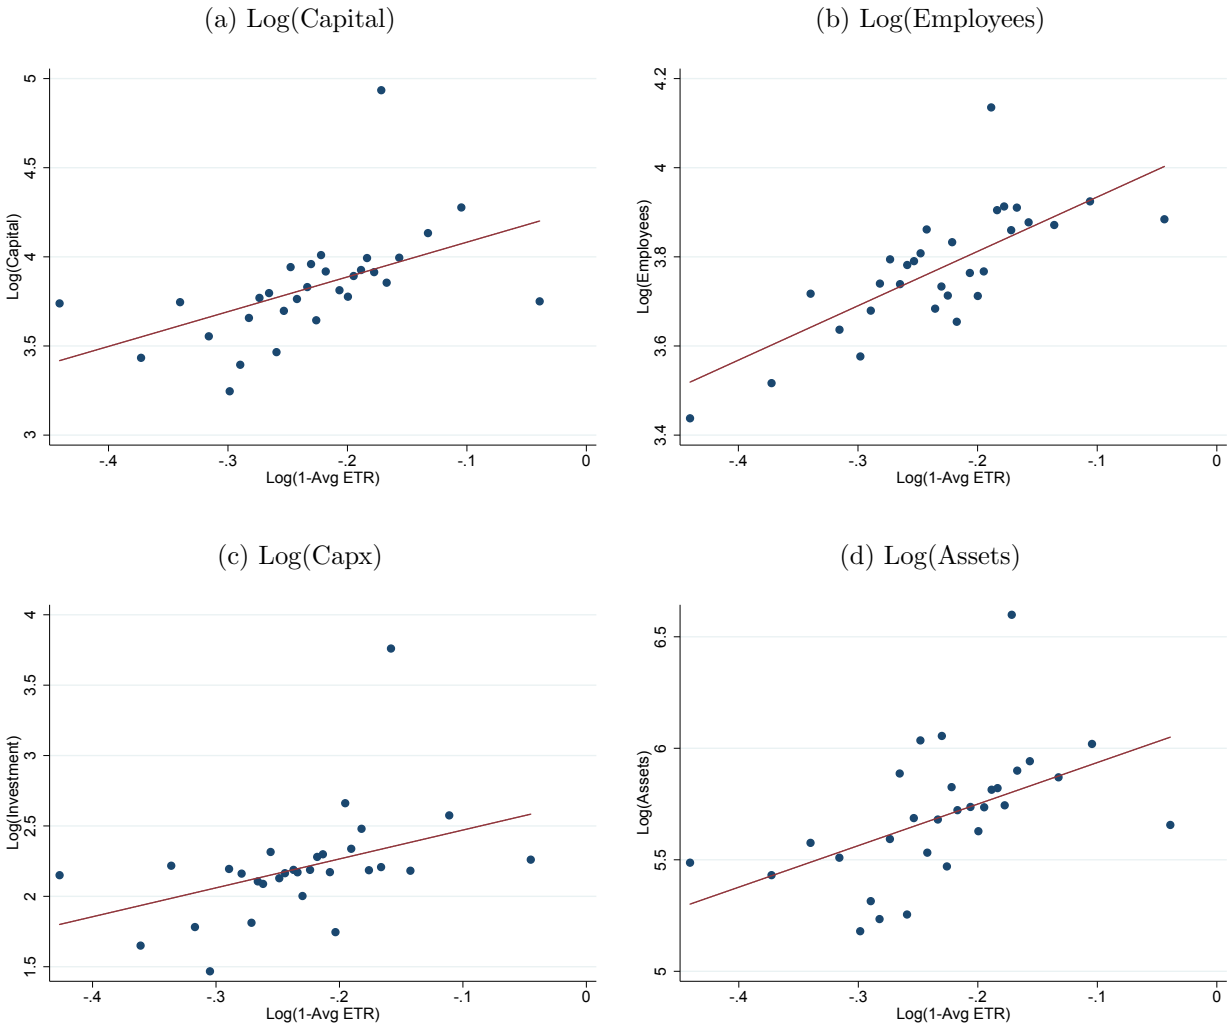 (a) Log(Capital)
Log(Capital)
5
4.5
4
3.5
3
-.4 -.3 -.2 -.1 0
Log(1-Avg ETR)
(b) Log(Employees)
Log(Employees)
4.2
4
3.8
3.6
3.4
-.4 -.3 -.2 -.1 0
Log(1-Avg ETR)
(c) Log(Capx)
Log(Investment)
4
3.5
3
2.5
2
1.5
-.4 -.3 -.2 -.1 0
Log(1-Avg ETR)
(d) Log(Assets)
Log(Assets)
6.5
6
5.5
5
-.4 -.3 -.2 -.1 0
Log(1-Avg ETR)